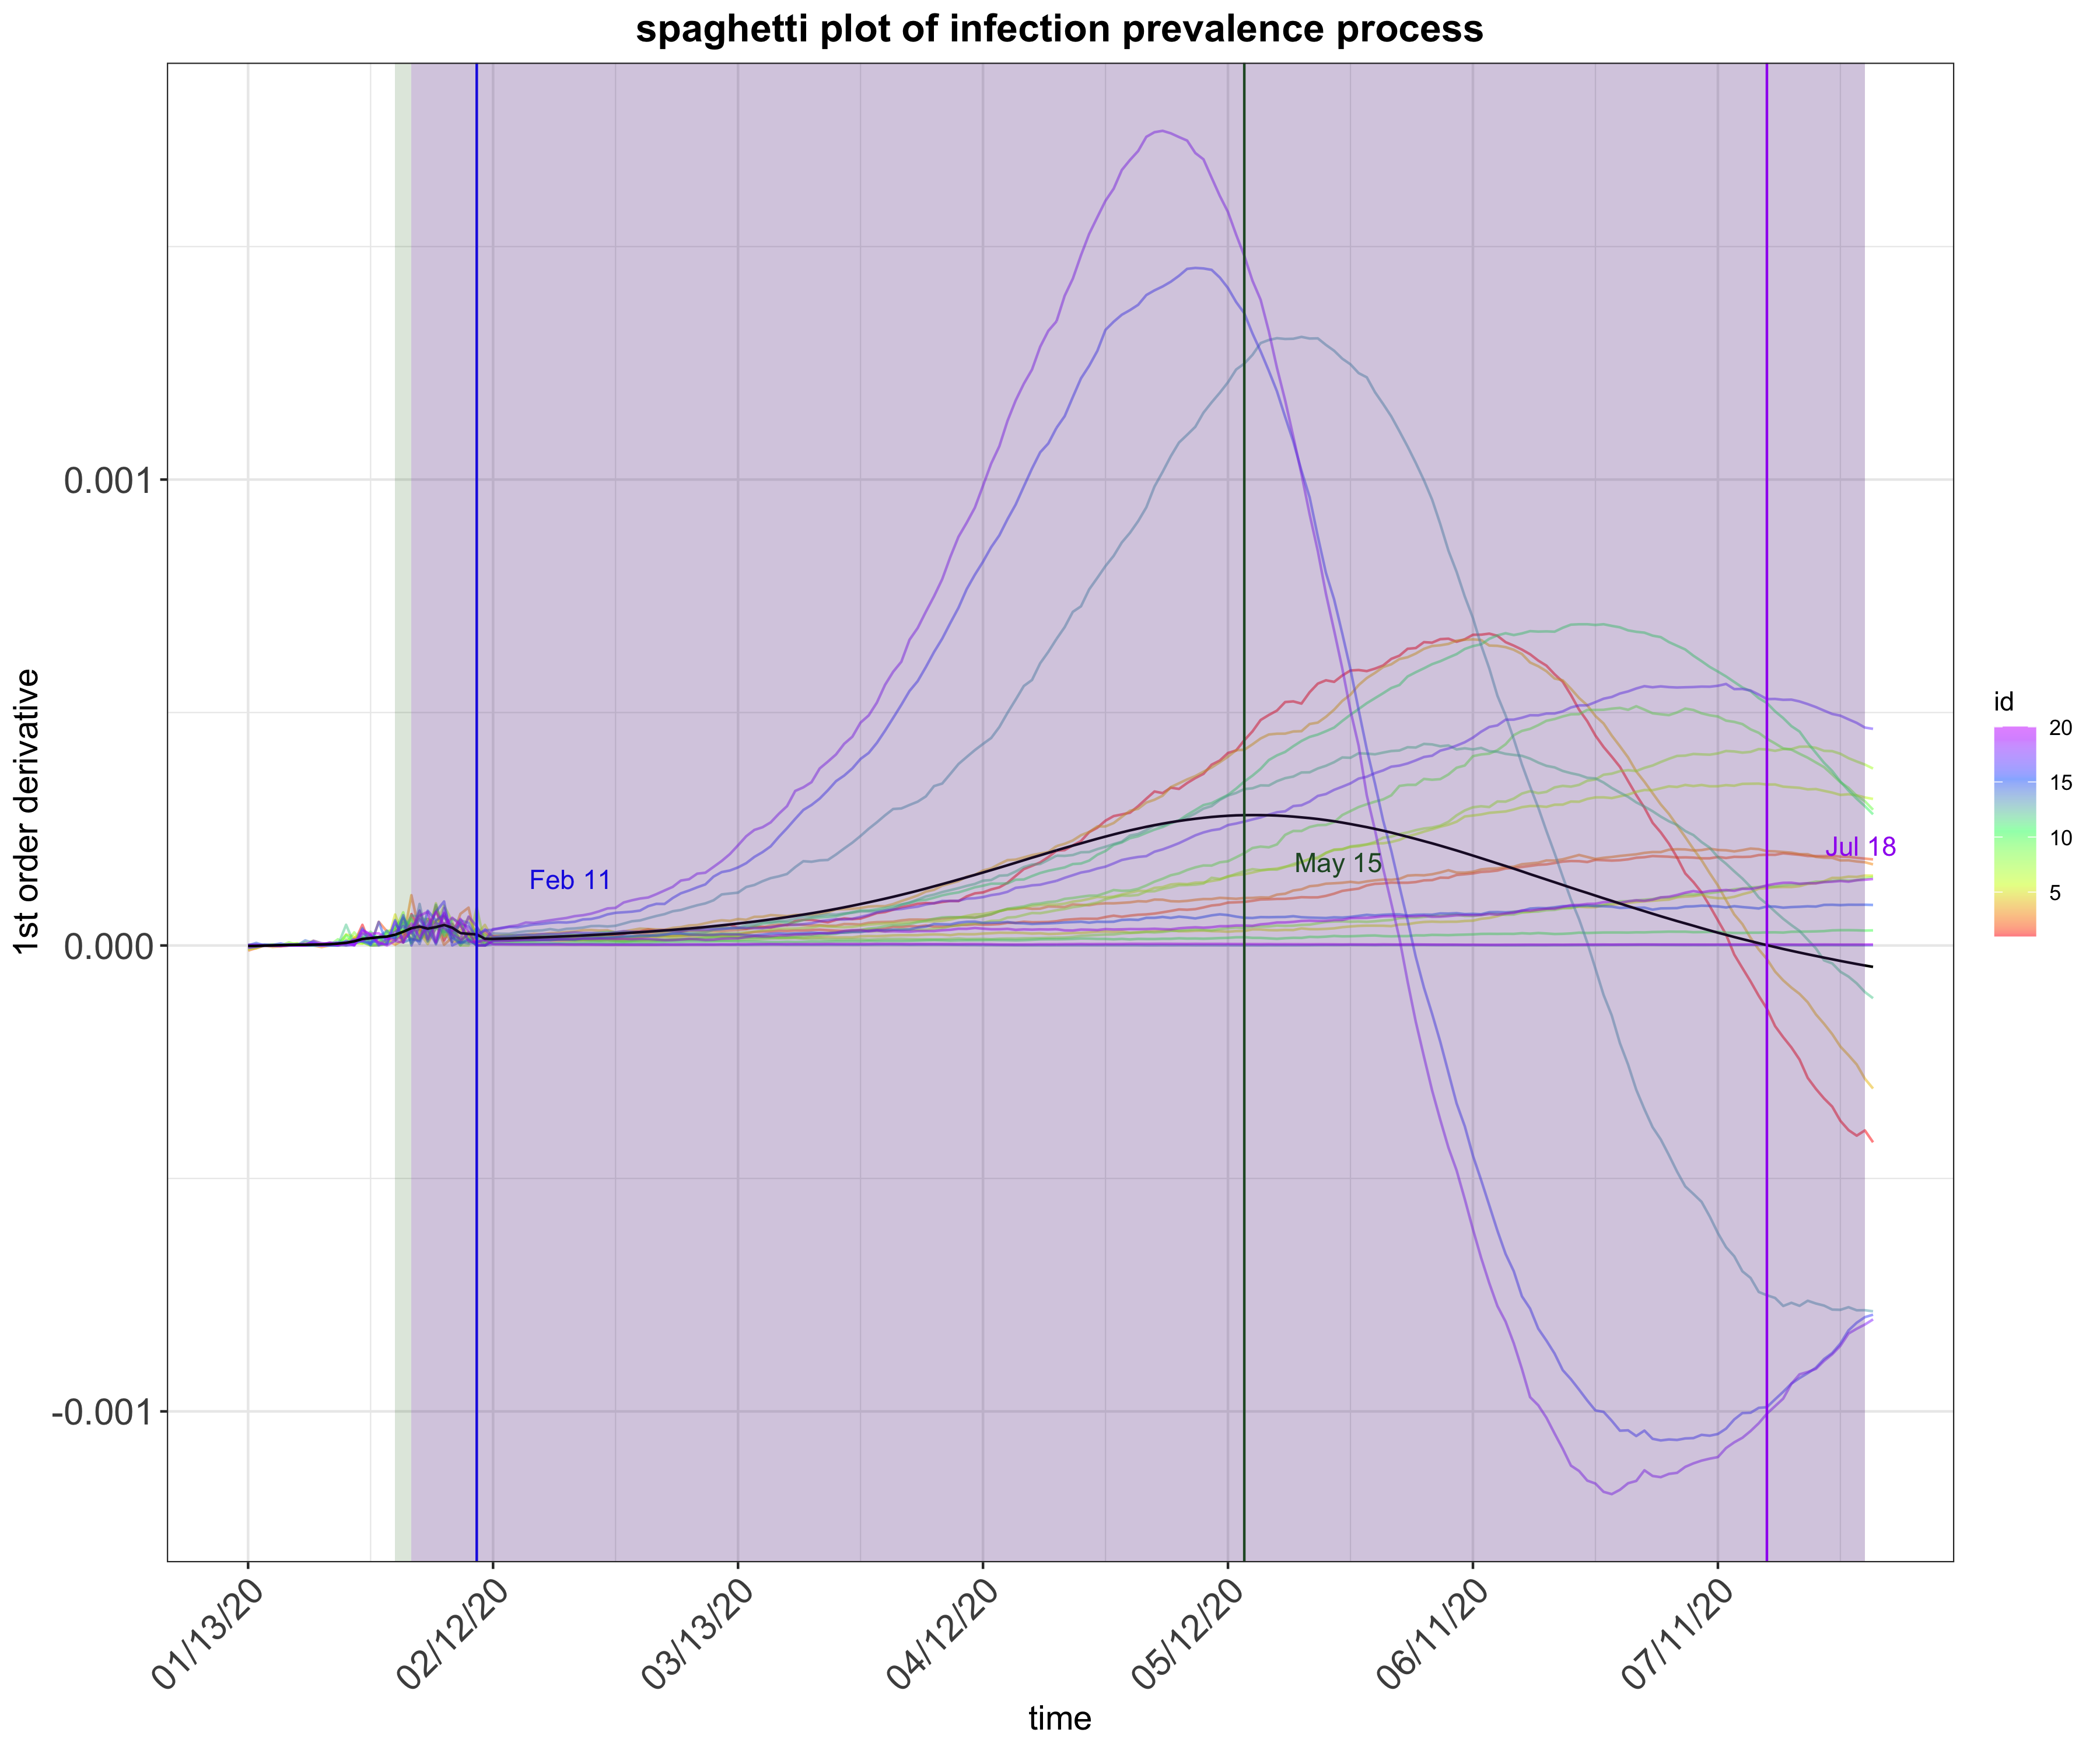 spaghetti plot of infection prevalence process
1st order derivative
0.001
0.000
-0.001
Feb 11
May 15
Jul 18
id
20
15
10
5
01/13/20
02/12/20
03/13/20
04/12/20
05/12/20
06/11/20
07/11/20
time